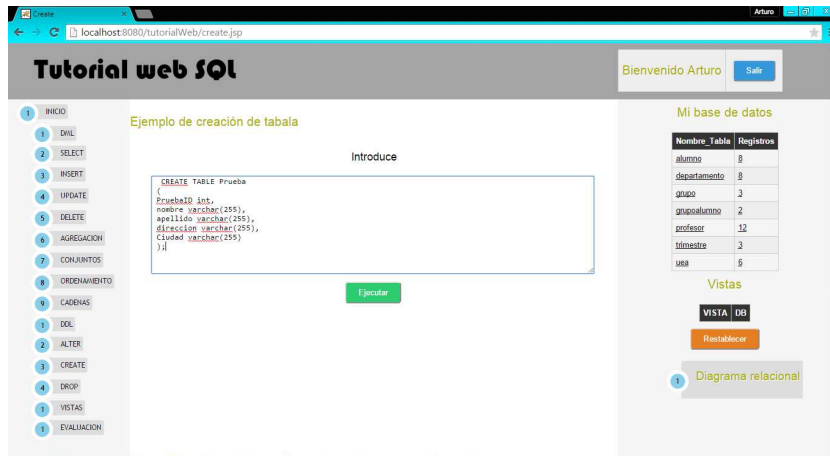 Create
Arturo
localhost:8080/tutorialWeb/create.jsp
Tutorial web SQL
Bienvenido Arturo
Salir
1 INICIO
1 DML
2 SELECT
3 INSERT
4 UPDATE
5 DELETE
6 AGREGACION
7 CONJUNTOS
8 ORDENAMIENTO
9 CADENAS
1 DDL
2 ALTER
3 CREATE
4 DROP
1 VISTAS
1 EVALUACION
Ejemplo de creación de tabala
Introduce
CREATE TABLE Prueba
(
PruebaID int,
nombre varchar(255),
apellido varchar(255),
direccion varchar(255),
Ciudad varchar(255)
);
Ejecutar
Mi base de datos
Nombre_Tabla Registros
alumno 8
departamento 8
grupo 3
grupoalumno 2
profesor 12
trimestre 3
uea 6
Vistas
VISTA DB
Restablecer
1 Diagrama relacional